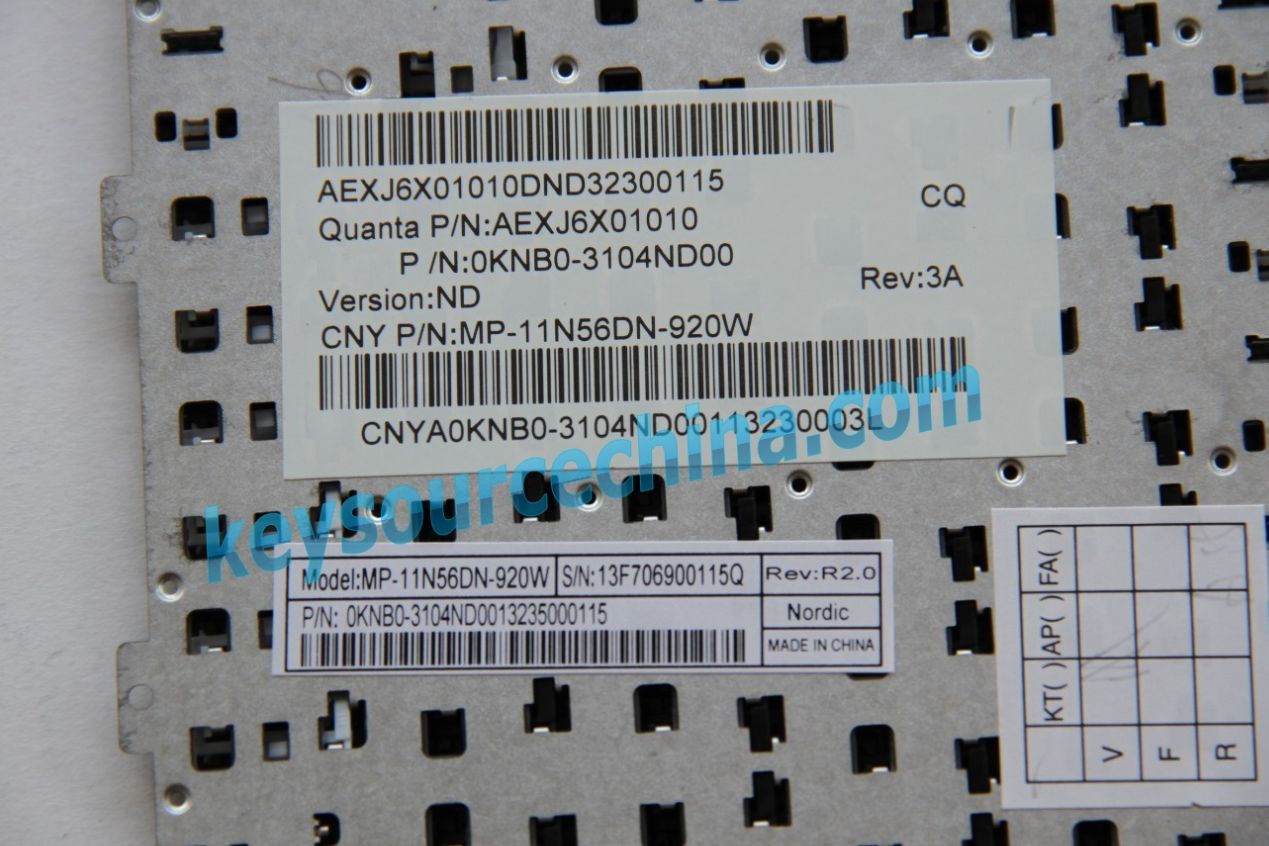 AEXJ6X01010DND32300115
CQ
Quanta P/N:AEXJ6X01010
P /N:0KNB0-3104ND00
Rev:3A
Version:ND
CNY P/N:MP-11N56DN-920W
CNYA0KNB0-3104ND00113230003L
keysourcechina.com
Model:MP-11N56DN-920W
S/N:13F706900115Q
Rev:R2.0
P/N: 0KNB0-3104ND0013235000115
Nordic
MADE IN CHINA
KT( ) AP( ) FA( )
V
F
R